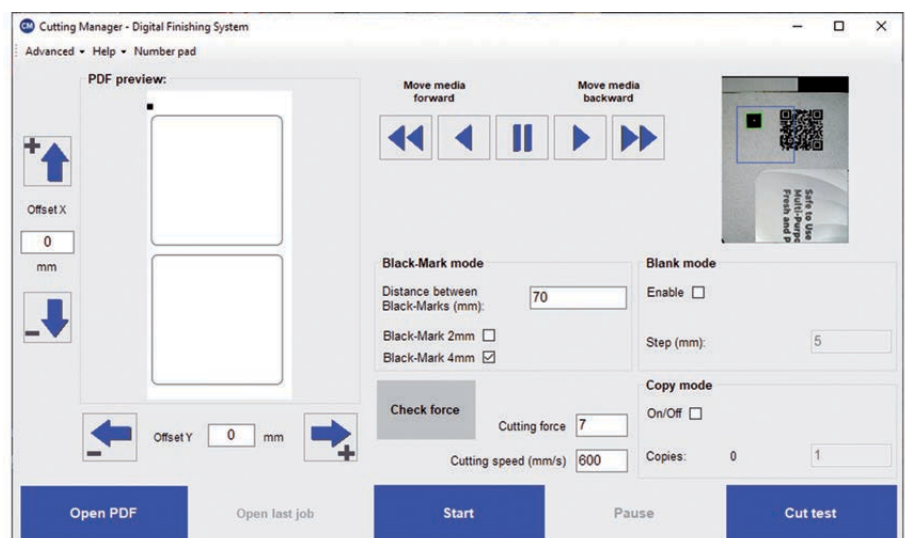 CM Cutting Manager - Digital Finishing System
Advanced Help Number pad
PDF preview:
Move media
forward
Move media
backward
+
Offset X
0
mm
-
Safe to Use
Multi-Purp
Fresh and p
Black-Mark mode
Distance between
Black-Marks (mm):
70
Black-Mark 2mm
Black-Mark 4mm
Blank mode
Enable
Step (mm):
5
Check force
Cutting force
7
Cutting speed (mm/s)
600
Copy mode
On/Off
Copies:
0
1
-
Offset Y
0
mm
+
Open PDF
Open last job
Start
Pause
Cut test